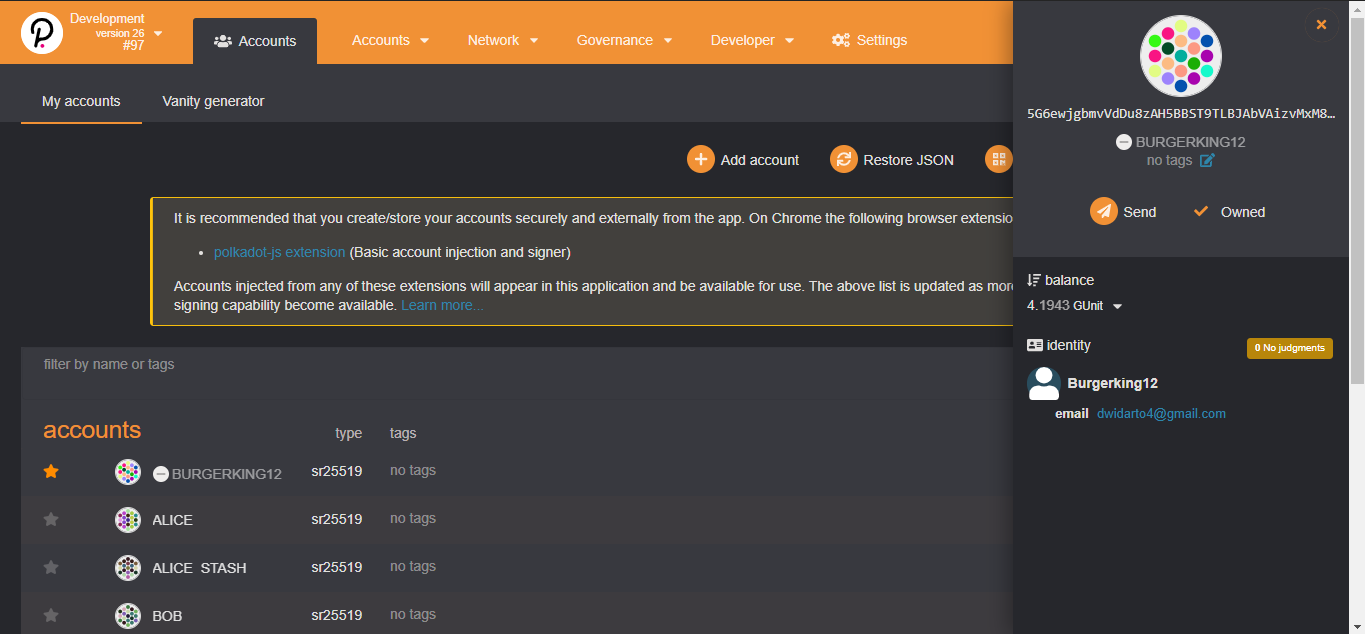 Development
version 26
#97
Accounts
Accounts
Network
Governance
Developer
Settings
My accounts
Vanity generator
Add account
Restore JSON
It is recommended that you create/store your accounts securely and externally from the app. On Chrome the following browser extensio
polkadot-js extension (Basic account injection and signer)
Accounts injected from any of these extensions will appear in this application and be available for use. The above list is updated as more
signing capability become available. Learn more...
filter by name or tags
accounts
type
tags
BURGERKING12
sr25519
no tags
ALICE
sr25519
no tags
ALICE STASH
sr25519
no tags
BOB
sr25519
no tags
5G6ewjgbmvVdDu8zAH5BBST9TLBJAbVAizvMxM8…
BURGERKING12
no tags
Send
Owned
balance
4.1943 GUnit
identity
0 No judgments
Burgerking12
email dwidarto4@gmail.com